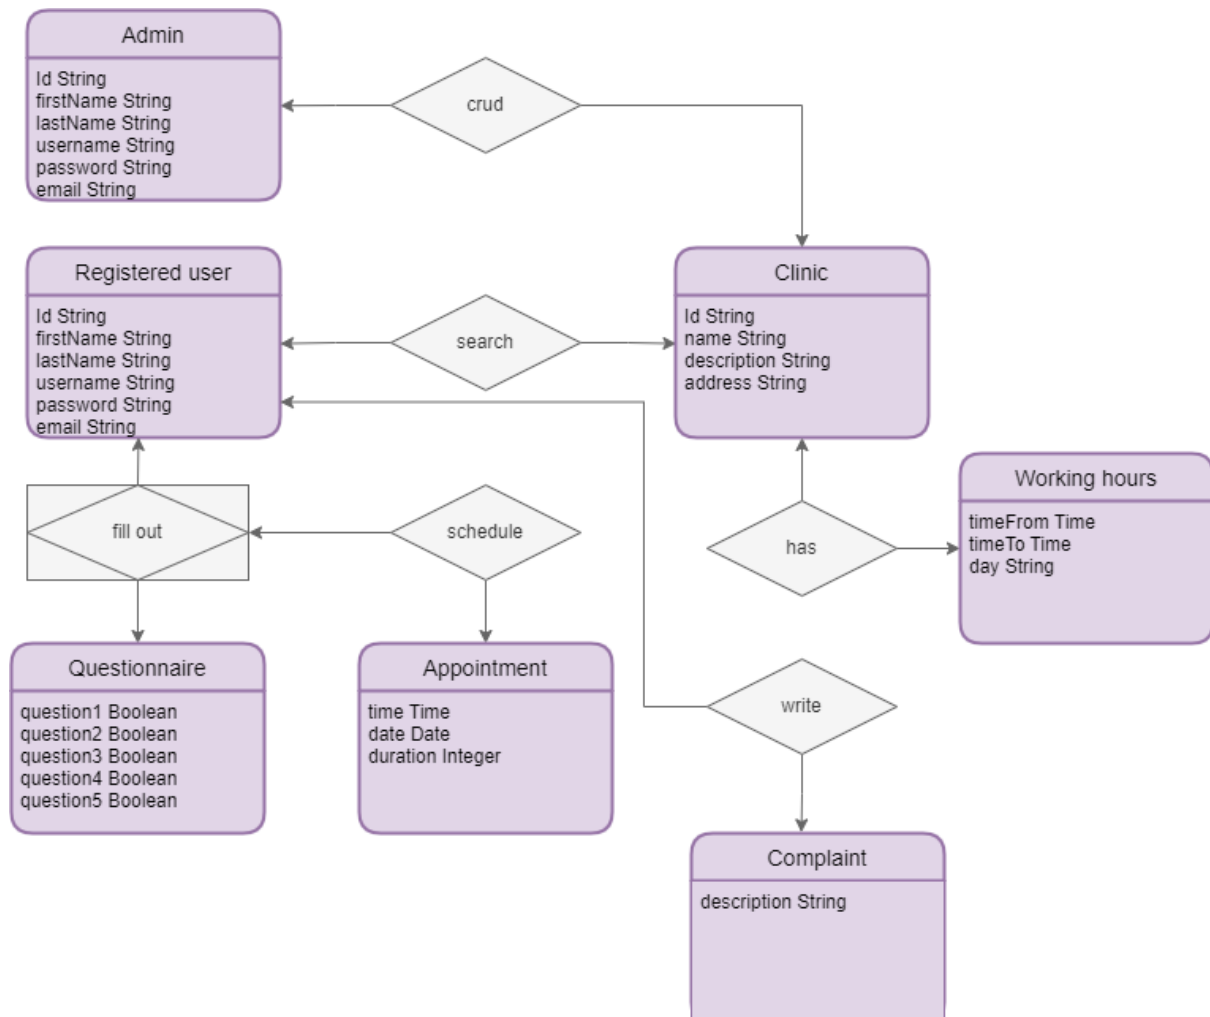 Admin
Id String
firstName String
lastName String
username String
password String
email String
crud
Registered user
Id String
firstName String
lastName String
username String
password String
email String
search
Clinic
Id String
name String
description String
address String
fill out
schedule
has
Working hours
timeFrom Time
timeTo Time
day String
Questionnaire
question1 Boolean
question2 Boolean
question3 Boolean
question4 Boolean
question5 Boolean
Appointment
time Time
date Date
duration Integer
write
Complaint
description String